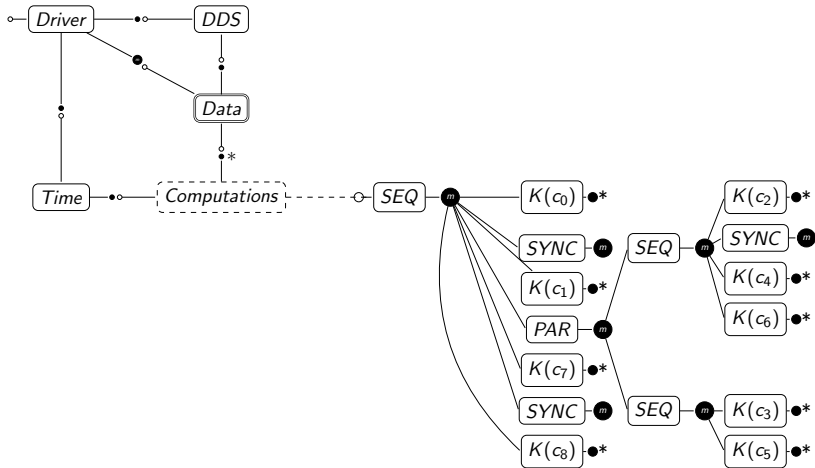 Driver
DDS
m
Data
*
Time
Computations
SEQ
m
K(c₀)
*
K(c₂)
*
SYNC
m
SEQ
m
SYNC
m
K(c₁)
*
K(c₄)
*
PAR
m
K(c₆)
*
K(c₇)
*
SYNC
m
SEQ
m
K(c₃)
*
K(c₈)
*
K(c₅)
*